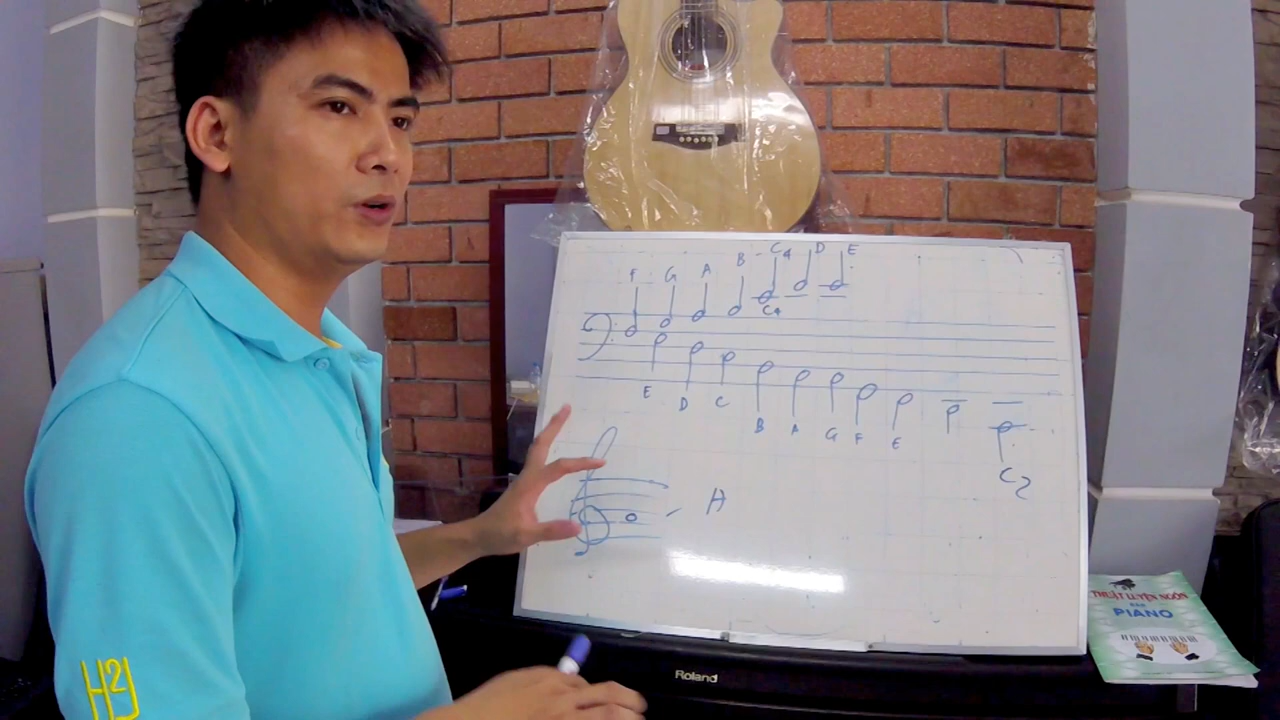 F G A B C4 D E
C4
E D C B A G F E
C2
A
H2J
Roland
THUẬT LUYỆN NGÓN
PIANO